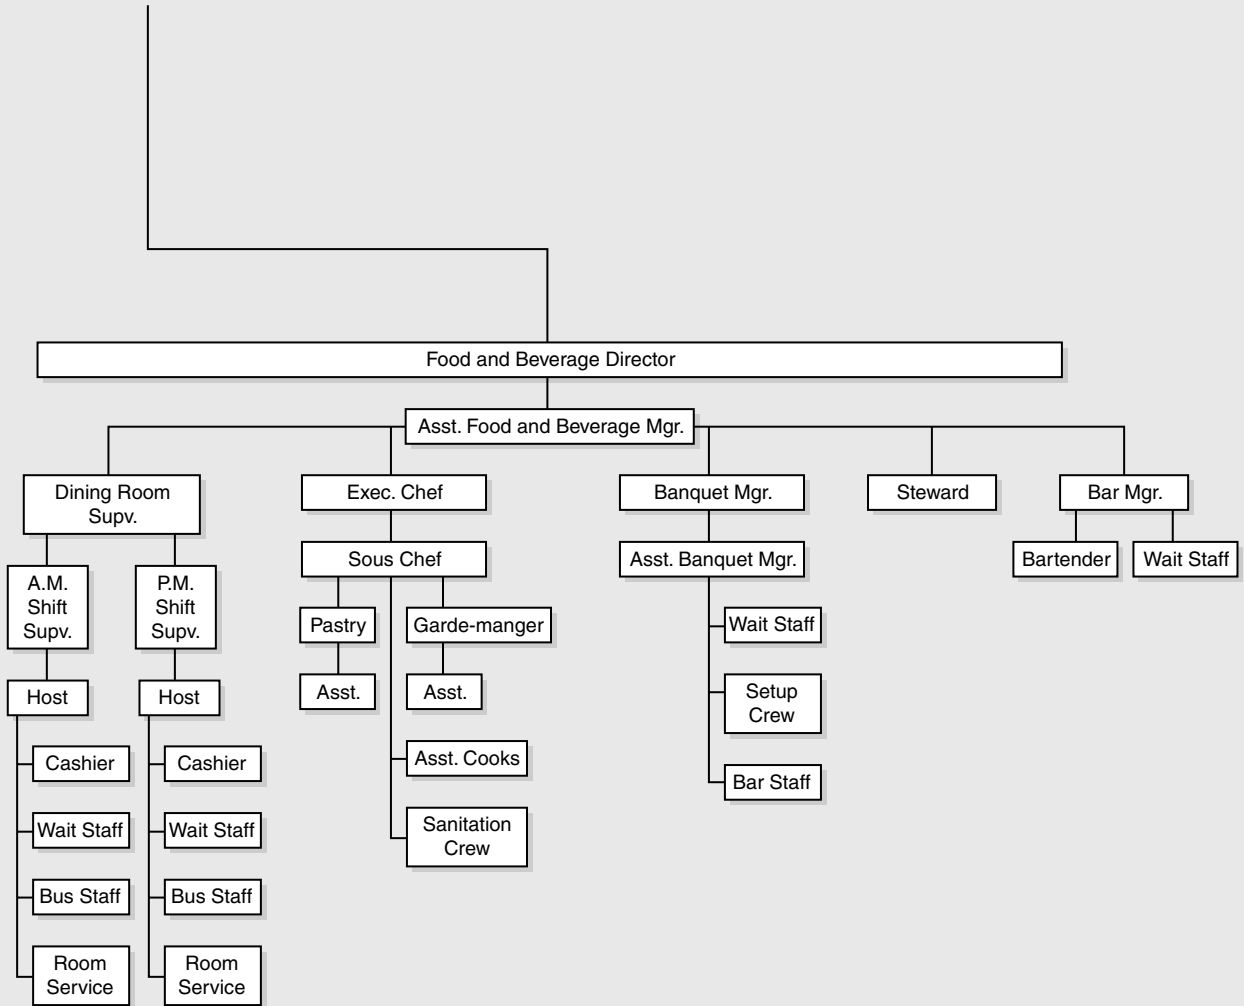 Food and Beverage Director
Asst. Food and Beverage Mgr.
Dining Room
Supv.
Exec. Chef
Banquet Mgr.
Steward
Bar Mgr.
Sous Chef
Asst. Banquet Mgr.
Bartender
Wait Staff
A.M.
Shift
Supv.
P.M.
Shift
Supv.
Pastry
Garde-manger
Wait Staff
Host
Host
Asst.
Asst.
Setup
Crew
Cashier
Cashier
Asst. Cooks
Bar Staff
Wait Staff
Wait Staff
Sanitation
Crew
Bus Staff
Bus Staff
Room
Service
Room
Service